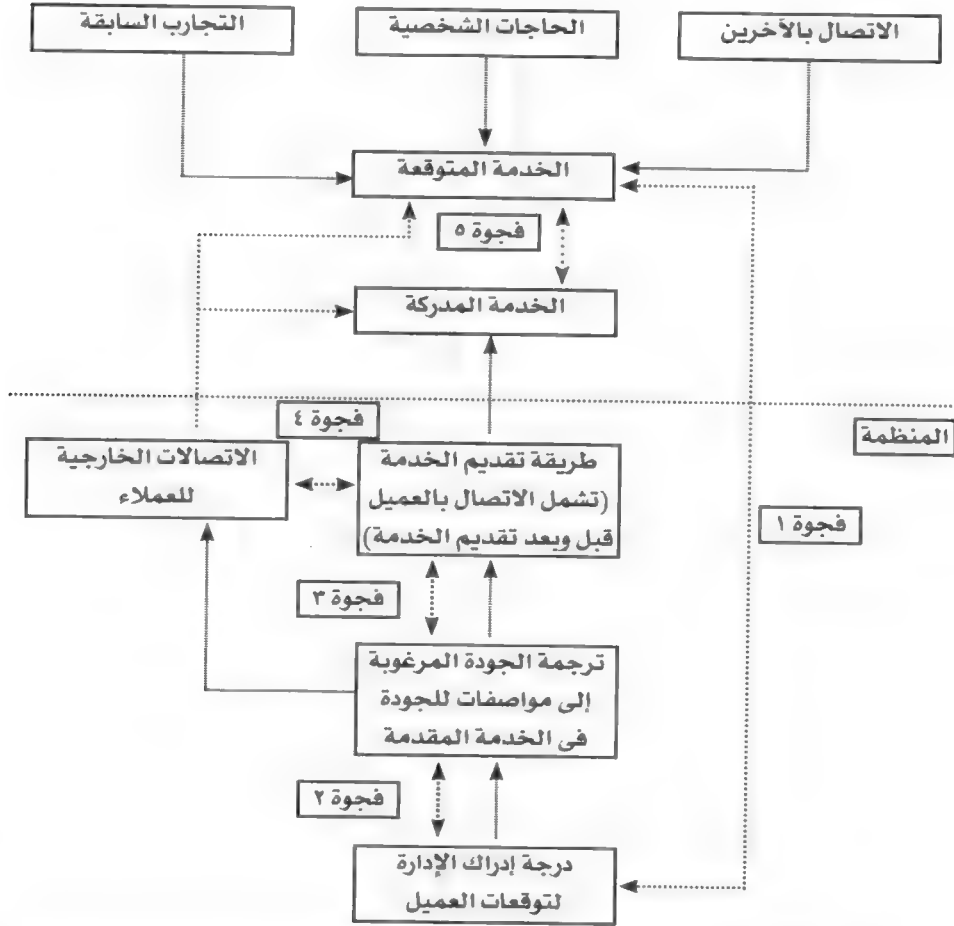 الاتصال بالآخرين
الحاجات الشخصية
التجارب السابقة
الخدمة المتوقعة
فجوة ٥
الخدمة المدركة
المنظمة
فجوة ٤
طريقة تقديم الخدمة
(تشمل الاتصال بالعميل
قبل وبعد تقديم الخدمة)
الاتصالات الخارجية
للعملاء
فجوة ١
فجوة ٣
ترجمة الجودة المرغوبة
إلى مواصفات للجودة
فى الخدمة المقدمة
فجوة ٢
درجة إدراك الإدارة
لتوقعات العميل